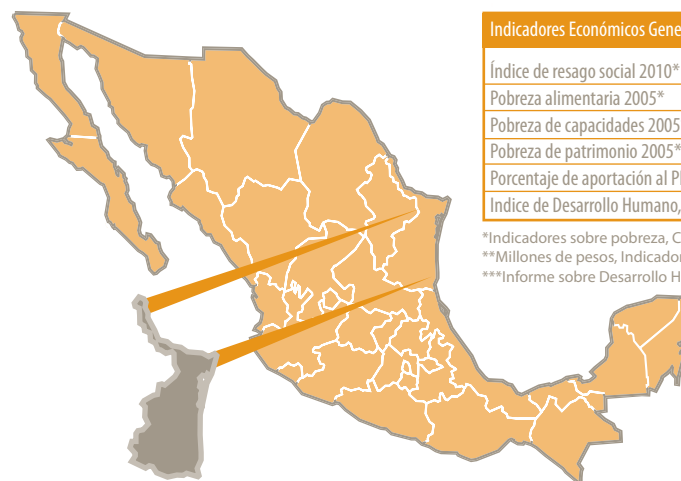 Indicadores Económicos Gene
Índice de resago social 2010*
Pobreza alimentaria 2005*
Pobreza de capacidades 2005
Pobreza de patrimonio 2005*
Porcentaje de aportación al P
Indice de Desarrollo Humano,
*Indicadores sobre pobreza, C
**Millones de pesos, Indicador
***Informe sobre Desarrollo H